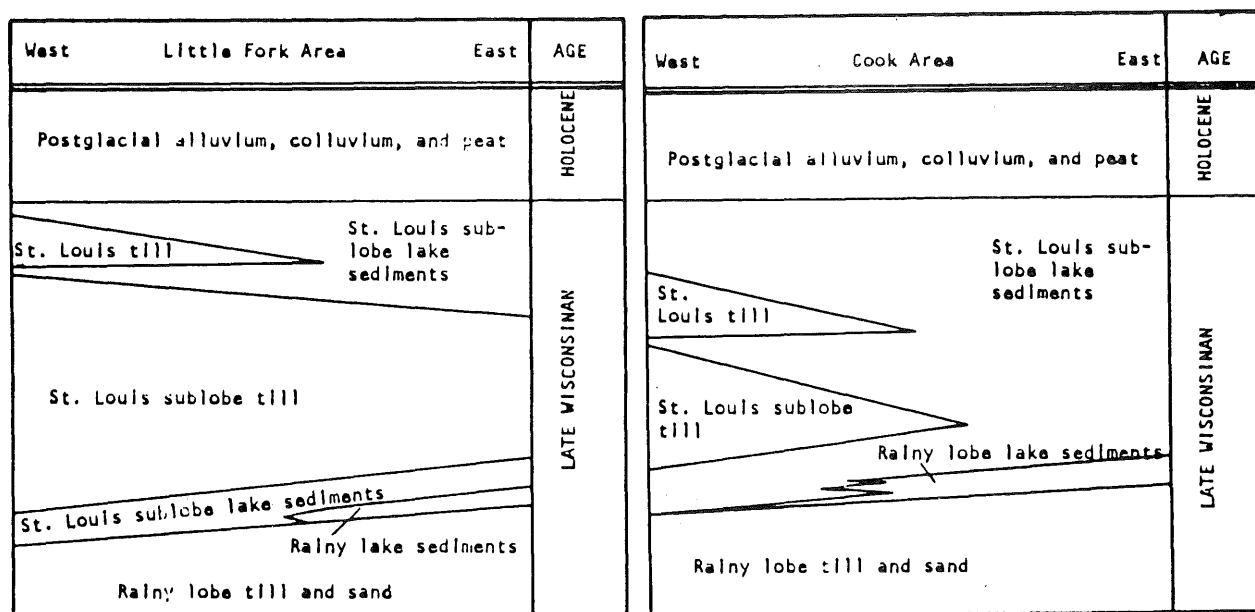 West Little Fork Area East AGE
Postglacial alluvium, colluvium, and peat
HOLOCENE
St. Louis sub-
lobe lake
sediments
St. Louis till
St. Louis sublobe till
LATE WISCONSINAN
St. Louis sublobe lake sediments
Rainy lake sediments
Rainy lobe till and sand
West Cook Area East AGE
Postglacial alluvium, colluvium, and peat
HOLOCENE
St. Louis sub-
lobe lake
sediments
St.
Louis till
St. Louis sublobe
till
LATE WISCONSINAN
Rainy lobe lake sediments
Rainy lobe till and sand